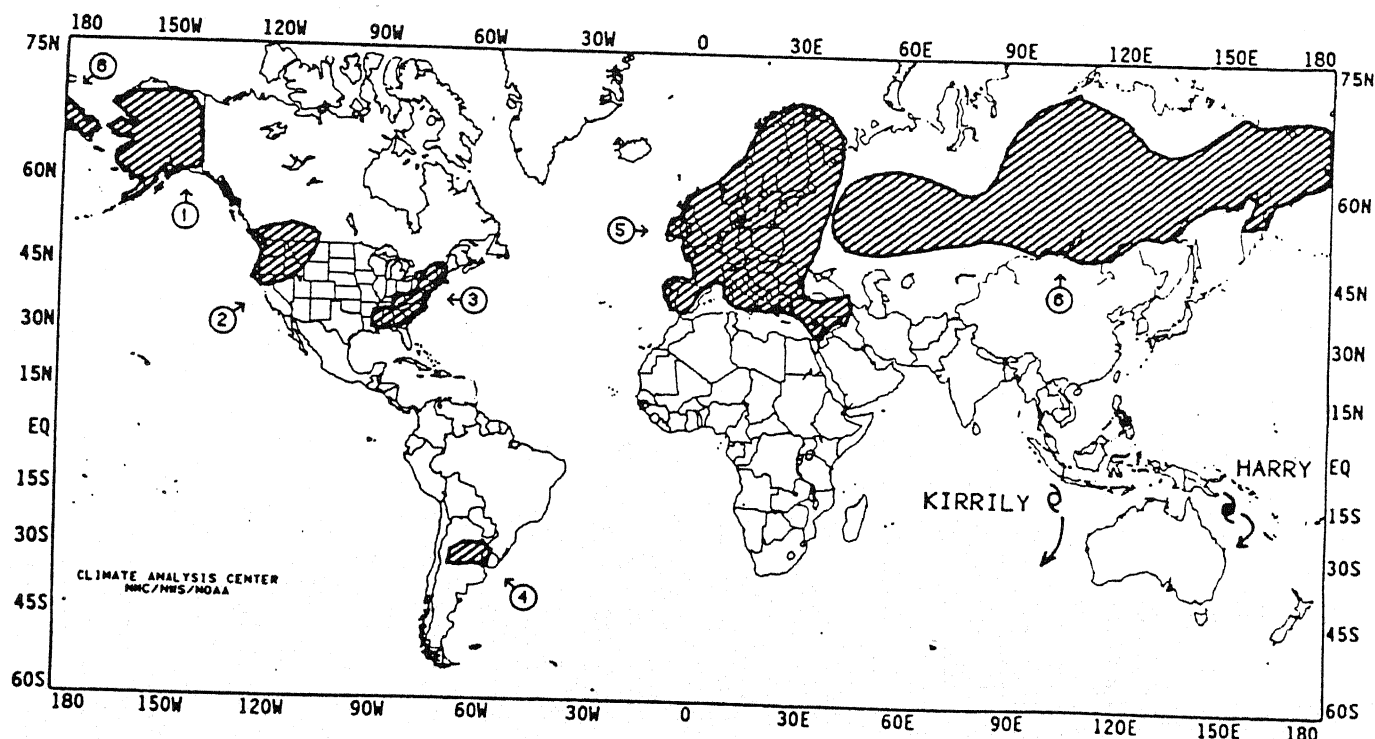 180 150W 120W 90W 60W 30W 0 30E 60E 90E 120E 150E 180
75N 75N
6
60N 60N
1
5
45N 45N
6
2 3
30N 30N
15N 15N
EQ HARRY EQ
KIRRILY
15S 15S
30S 30S
CLIMATE ANALYSIS CENTER
NMC/NWS/NOAA
4
45S 45S
60S 60S
180 150W 120W 90W 60W 30W 0 30E 60E 90E 120E 150E 180